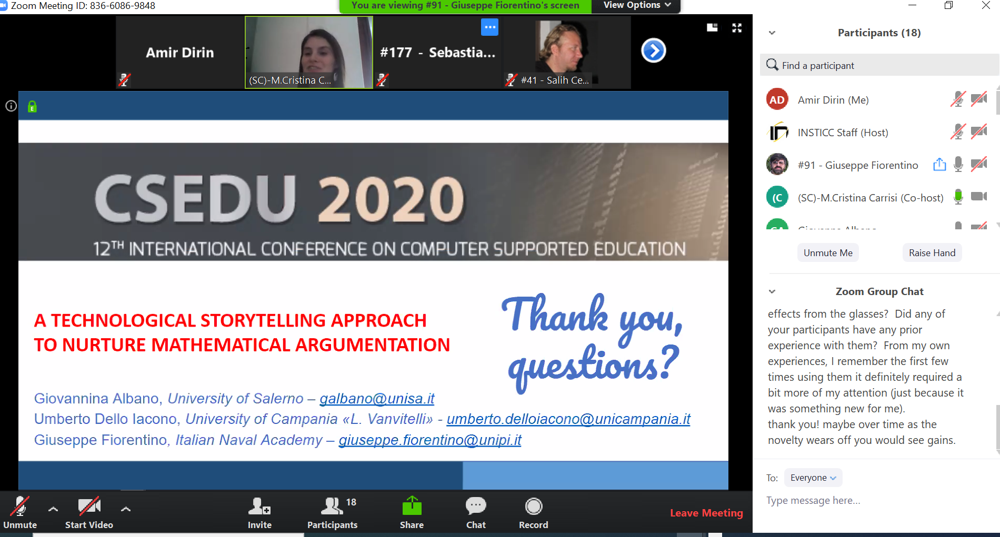 Zoom Meeting ID: 836-6086-9848
You are viewing #91 - Giuseppe Fiorentino's screen
View Options
Amir Dirin
(SC)-M.Cristina C...
#177 - Sebastia...
#41 - Salih Ce...
CSEDU 2020
12TH INTERNATIONAL CONFERENCE ON COMPUTER SUPPORTED EDUCATION
A TECHNOLOGICAL STORYTELLING APPROACH
TO NURTURE MATHEMATICAL ARGUMENTATION
Thank you,
questions?
Giovannina Albano, University of Salerno – galbano@unisa.it
Umberto Dello Iacono, University of Campania «L. Vanvitelli» - umberto.delloiacono@unicampania.it
Giuseppe Fiorentino, Italian Naval Academy – giuseppe.fiorentino@unipi.it
Unmute
Start Video
Invite
Participants
18
Share
Chat
Record
Leave Meeting
Participants (18)
Find a participant
AD Amir Dirin (Me)
INSTICC Staff (Host)
#91 - Giuseppe Fiorentino
(C (SC)-M.Cristina Carrisi (Co-host)
Unmute Me
Raise Hand
Zoom Group Chat
effects from the glasses? Did any of
your participants have any prior
experience with them? From my own
experiences, I remember the first few
times using them it definitely required a
bit more of my attention (just because it
was something new for me).
thank you! maybe over time as the
novelty wears off you would see gains.
To: Everyone
Type message here...